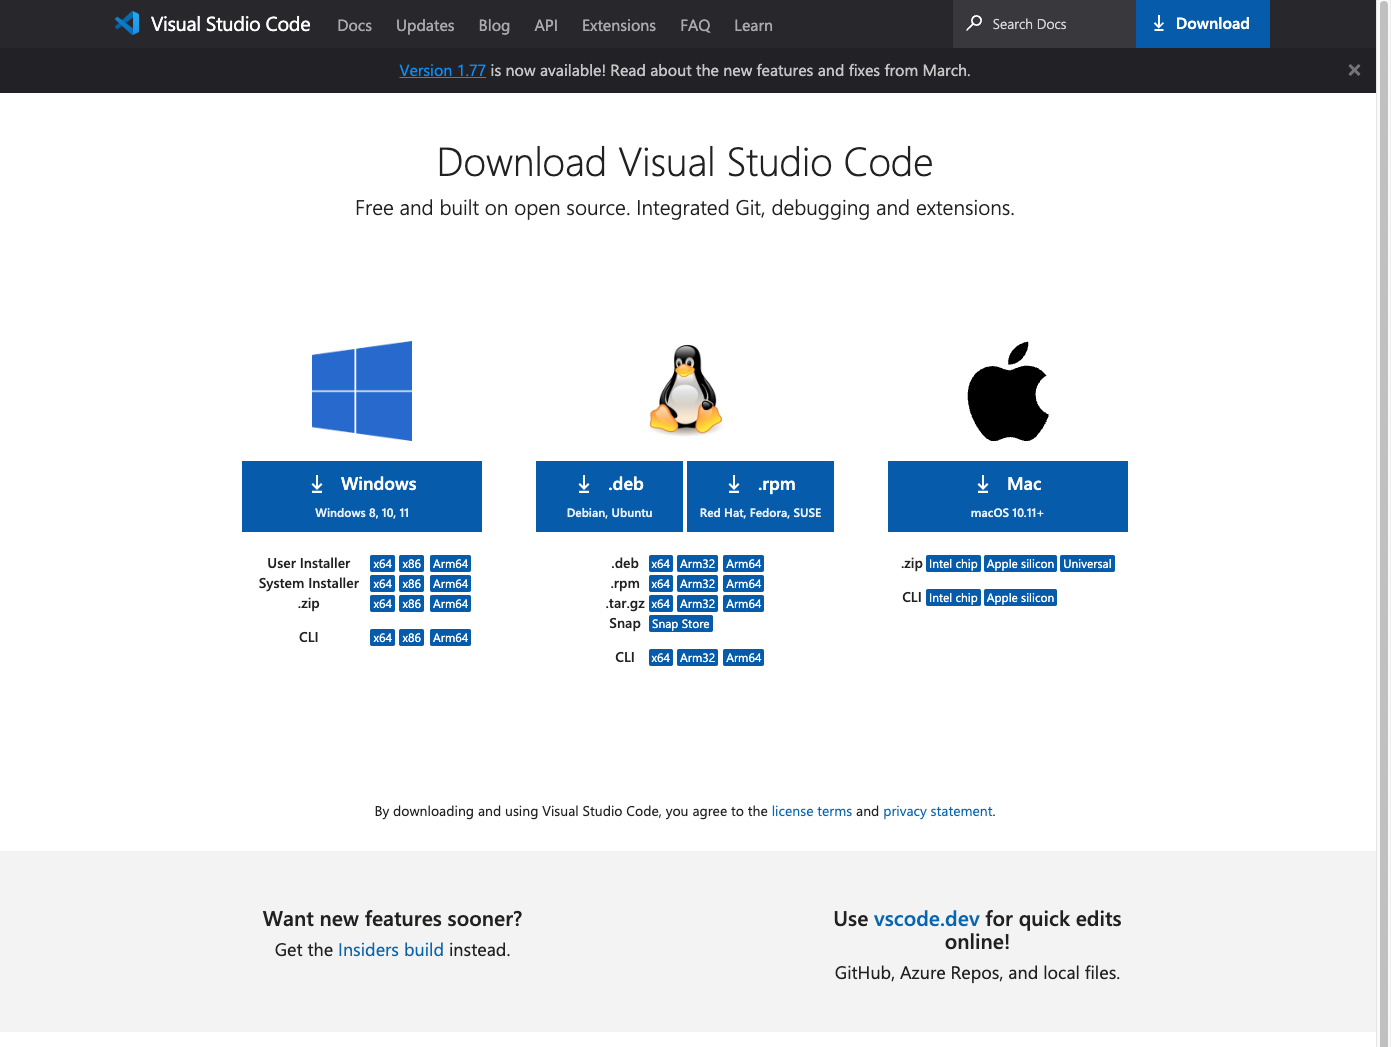 Visual Studio Code Docs Updates Blog API Extensions FAQ Learn Search Docs Download
Version 1.77 is now available! Read about the new features and fixes from March.
Download Visual Studio Code
Free and built on open source. Integrated Git, debugging and extensions.
Windows
Windows 8, 10, 11
User Installer x64 x86 Arm64
System Installer x64 x86 Arm64
.zip x64 x86 Arm64
CLI x64 x86 Arm64
.deb
Debian, Ubuntu
.rpm
Red Hat, Fedora, SUSE
.deb x64 Arm32 Arm64
.rpm x64 Arm32 Arm64
.tar.gz x64 Arm32 Arm64
Snap Snap Store
CLI x64 Arm32 Arm64
Mac
macOS 10.11+
.zip Intel chip Apple silicon Universal
CLI Intel chip Apple silicon
By downloading and using Visual Studio Code, you agree to the license terms and privacy statement.
Want new features sooner?
Get the Insiders build instead.
Use vscode.dev for quick edits
online!
GitHub, Azure Repos, and local files.